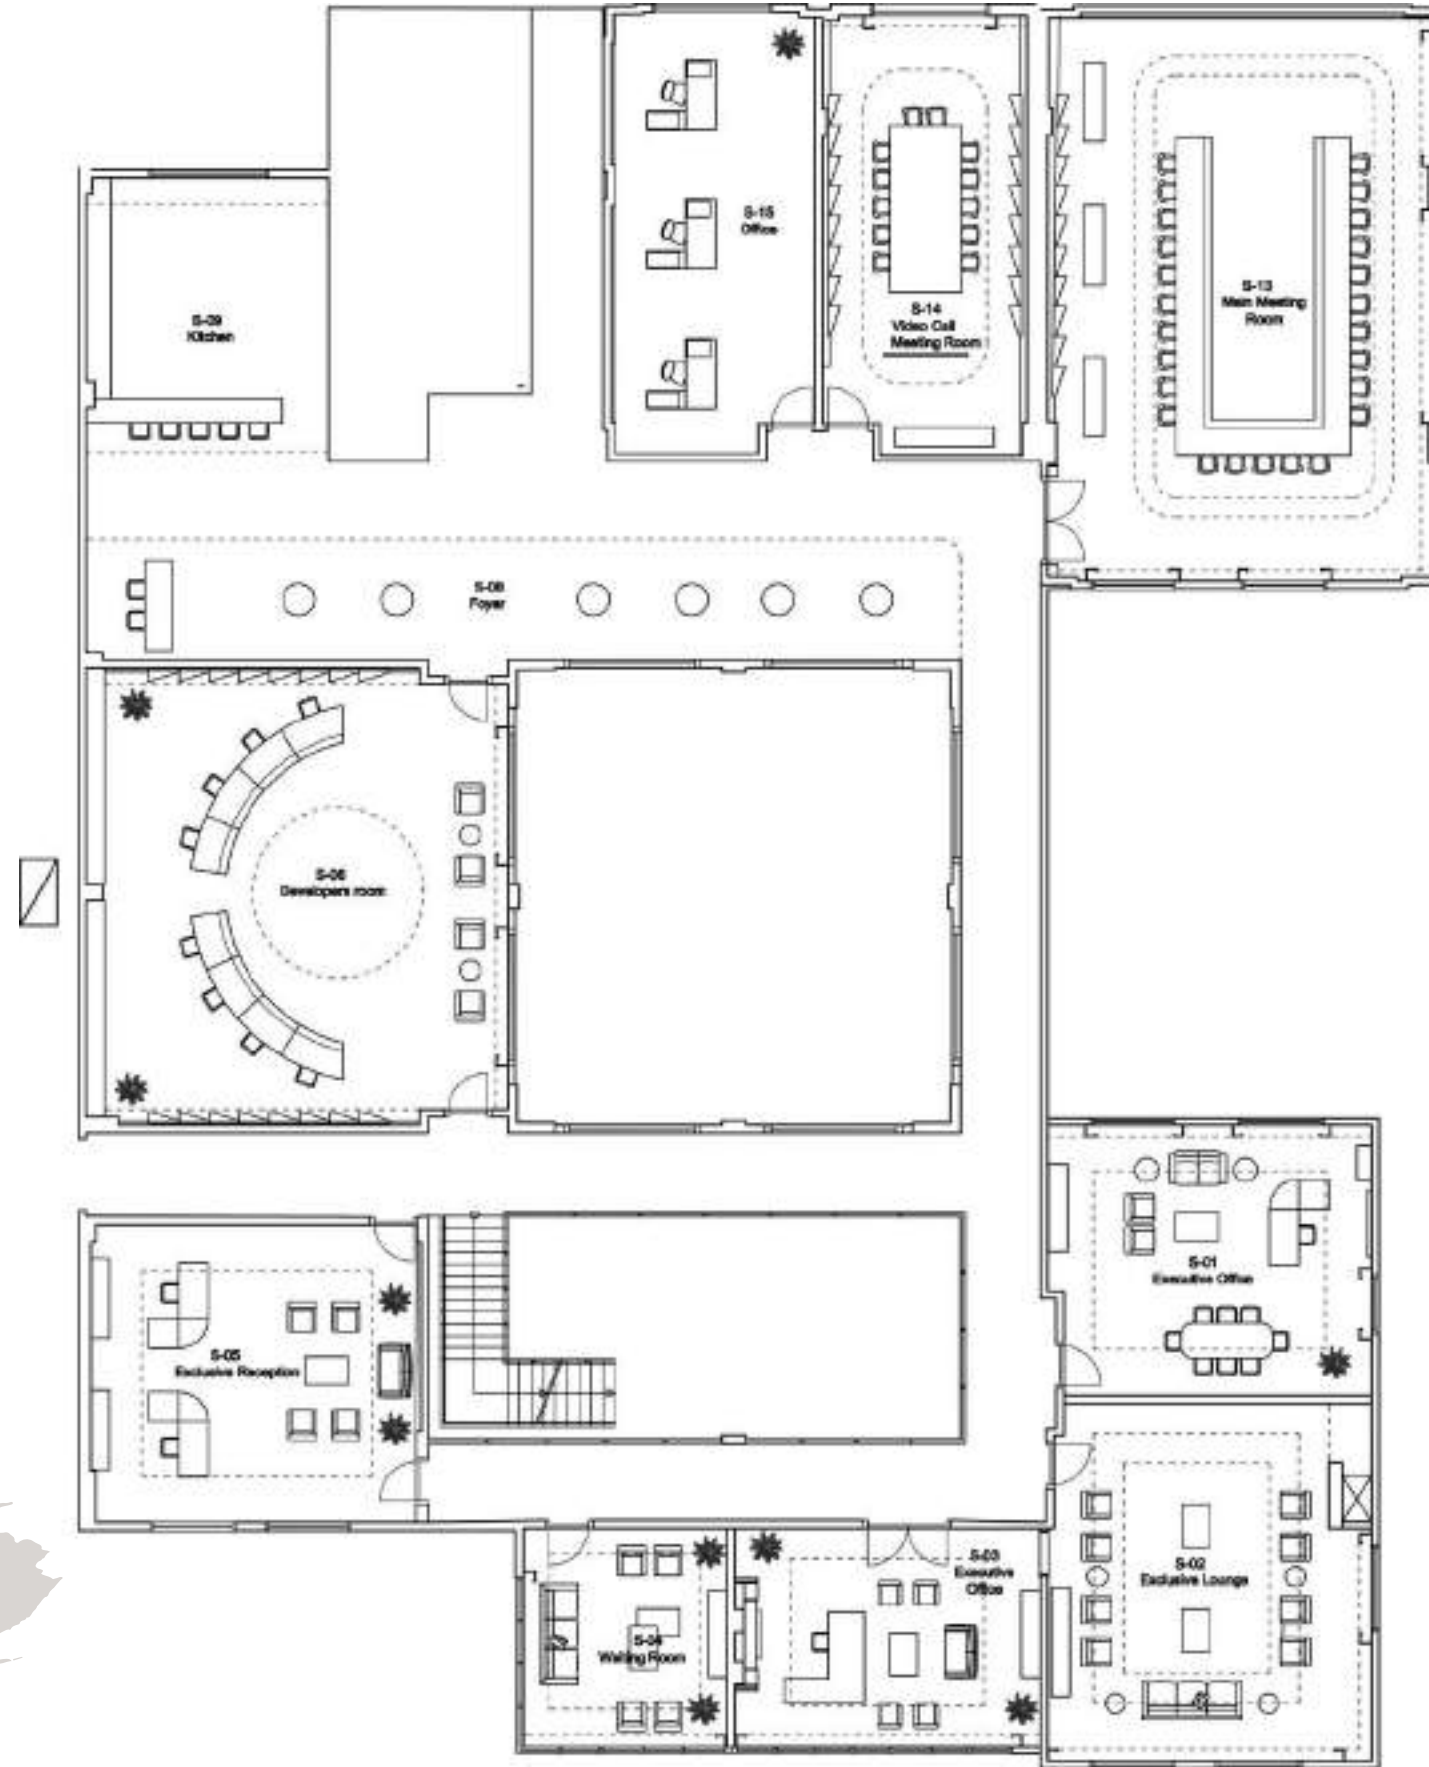 S-15
Office
S-14
Video Call
Meeting Room
S-13
Main Meeting
Room
S-09
Kitchen
S-08
Foyer
S-06
Developers room
S-01
Executive Office
S-05
Exclusive Reception
S-03
Executive
Office
S-02
Exclusive Lounge
S-04
Waiting Room